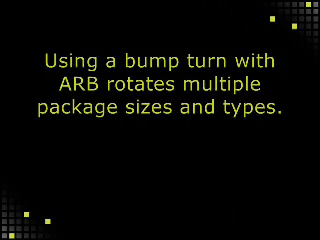 Using a bump turn with
ARB rotates multiple
package sizes and types.